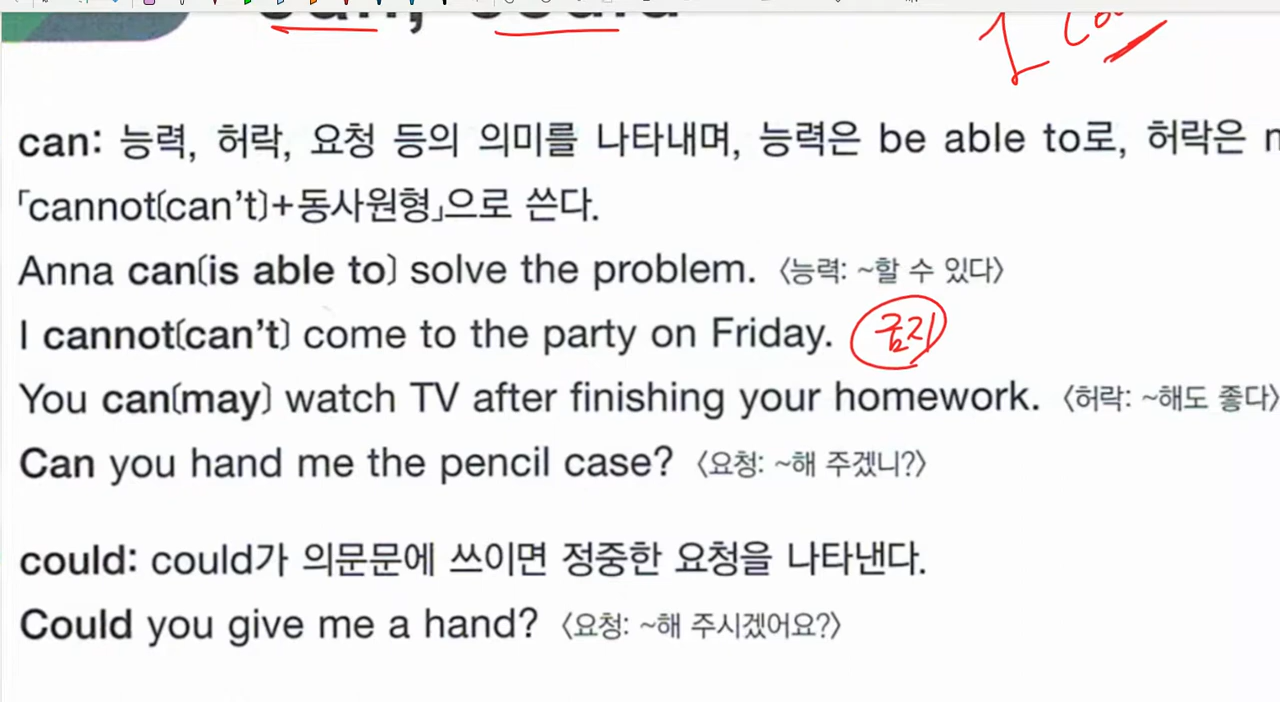 can: 능력, 허락, 요청 등의 의미를 나타내며, 능력은 be able to로, 허락은
「cannot(can't)+동사원형」으로 쓴다.
Anna can(is able to) solve the problem. 〈능력: ~할 수 있다〉
I cannot(can't) come to the party on Friday. 금지
You can(may) watch TV after finishing your homework. 〈허락: ~해도 좋다〉
Can you hand me the pencil case? 〈요청: ~해 주겠니?〉
could: could가 의문문에 쓰이면 정중한 요청을 나타낸다.
Could you give me a hand? 〈요청: ~해 주시겠어요?〉